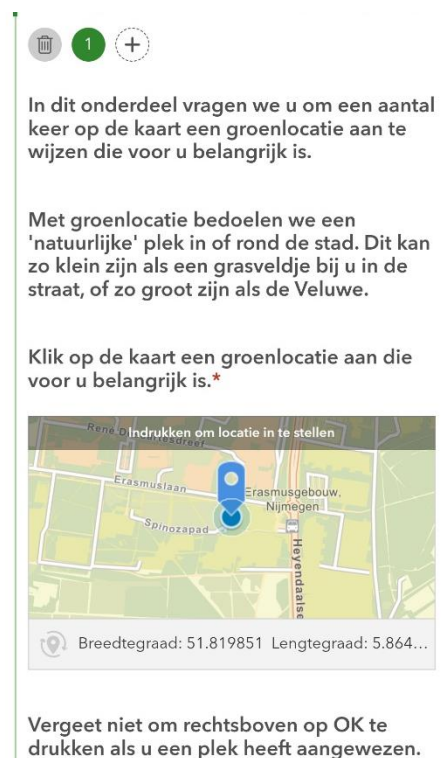 1
In dit onderdeel vragen we u om een aantal
keer op de kaart een groenlocatie aan te
wijzen die voor u belangrijk is.
Met groenlocatie bedoelen we een
'natuurlijke' plek in of rond de stad. Dit kan
zo klein zijn als een grasveldje bij u in de
straat, of zo groot zijn als de Veluwe.
Klik op de kaart een groenlocatie aan die
voor u belangrijk is.*
Indrukken om locatie in te stellen
Erasmuslaan
Erasmusgebouw,
Nijmegen
Spinozapad
Heyendaalse
Breedtegraad: 51.819851 Lengtegraad: 5.864...
Vergeet niet om rechtsboven op OK te
drukken als u een plek heeft aangewezen.